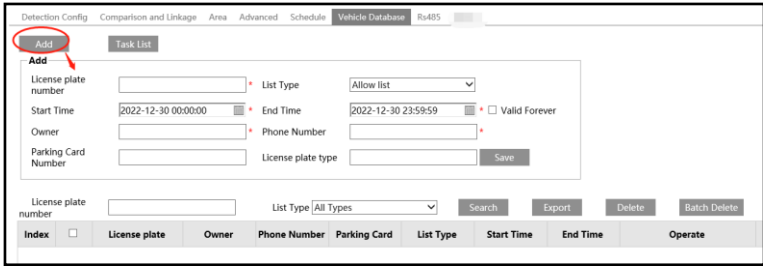 Detection Config Comparison and Linkage Area Advanced Schedule Vehicle Database Rs485
Add Task List
Add
License plate number * List Type Allow list
Start Time 2022-12-30 00:00:00 * End Time 2022-12-30 23:59:59 * Valid Forever
Owner * Phone Number *
Parking Card Number License plate type Save
License plate number List Type All Types Search Export Delete Batch Delete
Index License plate Owner Phone Number Parking Card List Type Start Time End Time Operate